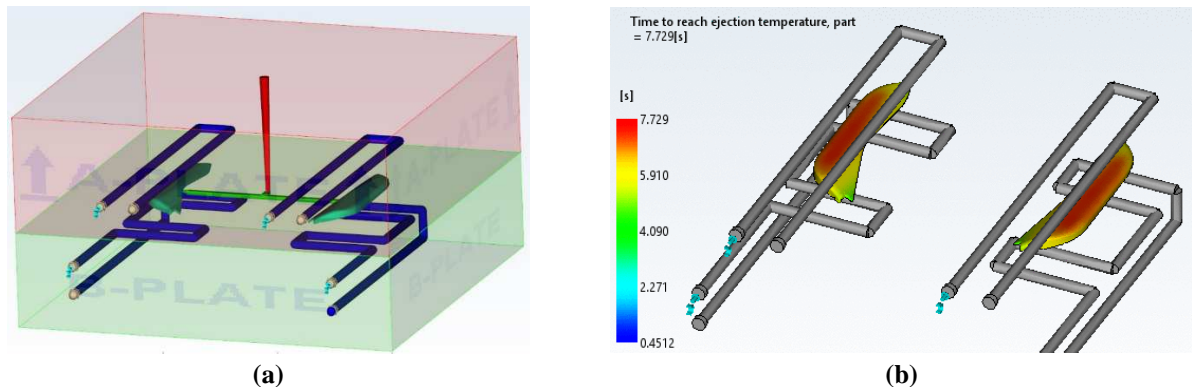 A-PLATE
A-PLATE
B-PLATE
B-PLATE
(a)
Time to reach ejection temperature, part
= 7.729[s]
[s]
7.729
5.910
4.090
2.271
0.4512
(b)